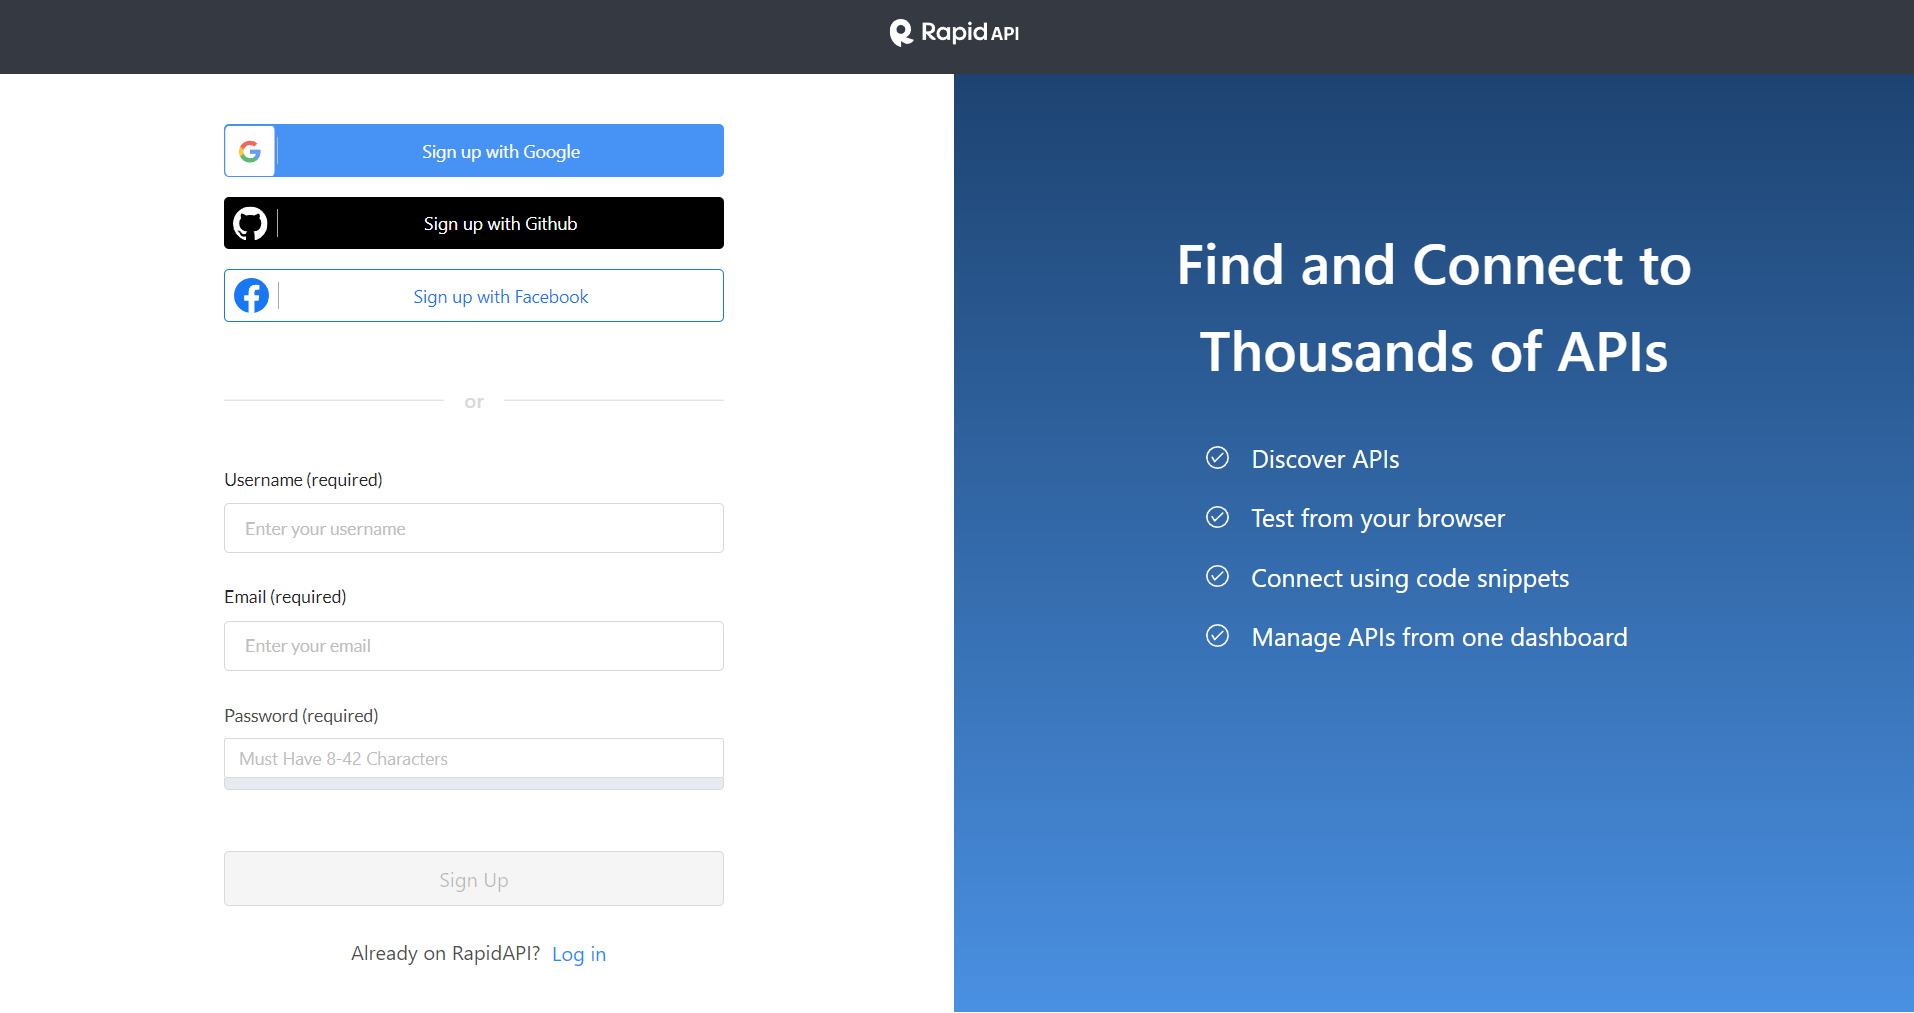 Rapid API
Sign up with Google
Sign up with Github
Sign up with Facebook
or
Username (required)
Enter your username
Email (required)
Enter your email
Password (required)
Must Have 8-42 Characters
Sign Up
Already on RapidAPI? Log in
Find and Connect to
Thousands of APIs
Discover APIs
Test from your browser
Connect using code snippets
Manage APIs from one dashboard